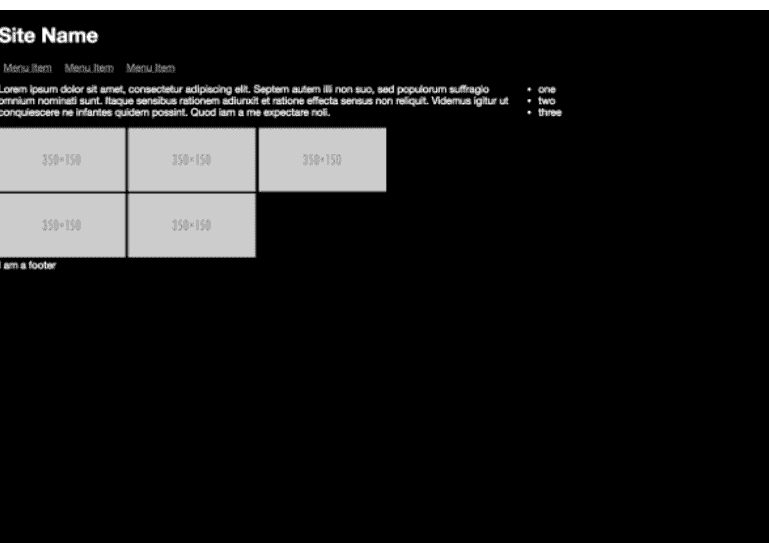 Site Name
Menu Item Menu Item Menu Item
Lorem ipsum dolor sit amet, consectetur adipiscing elit. Septem autem illi non suo, sed populorum suffragio
omnium nominati sunt. Itaque sensibus rationem adiunxit et ratione effecta sensus non reliquit. Videmus igitur ut
conquiescere ne infantes quidem possint. Quod iam a me expectare noli.
• one
• two
• three
350×150 350×150 350×150
350×150 350×150
I am a footer